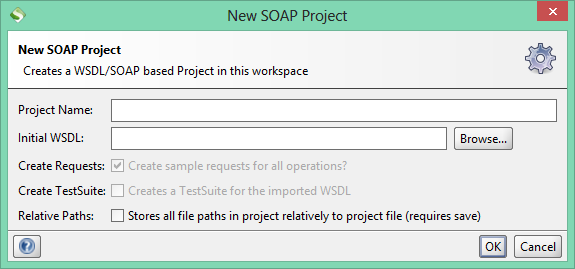 New SOAP Project
New SOAP Project
Creates a WSDL/SOAP based Project in this workspace
Project Name:
Initial WSDL: Browse...
Create Requests: Create sample requests for all operations?
Create TestSuite: Creates a TestSuite for the imported WSDL
Relative Paths: Stores all file paths in project relatively to project file (requires save)
? OK Cancel